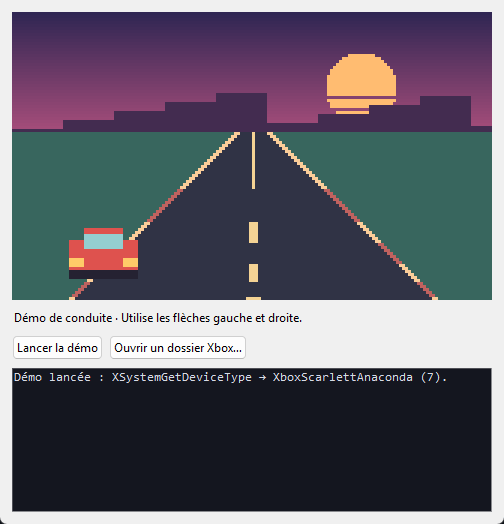 Démo de conduite · Utilise les flèches gauche et droite.
Lancer la démo
Ouvrir un dossier Xbox...
Démo lancée : XSystemGetDeviceType → XboxScarlettAnaconda (7).